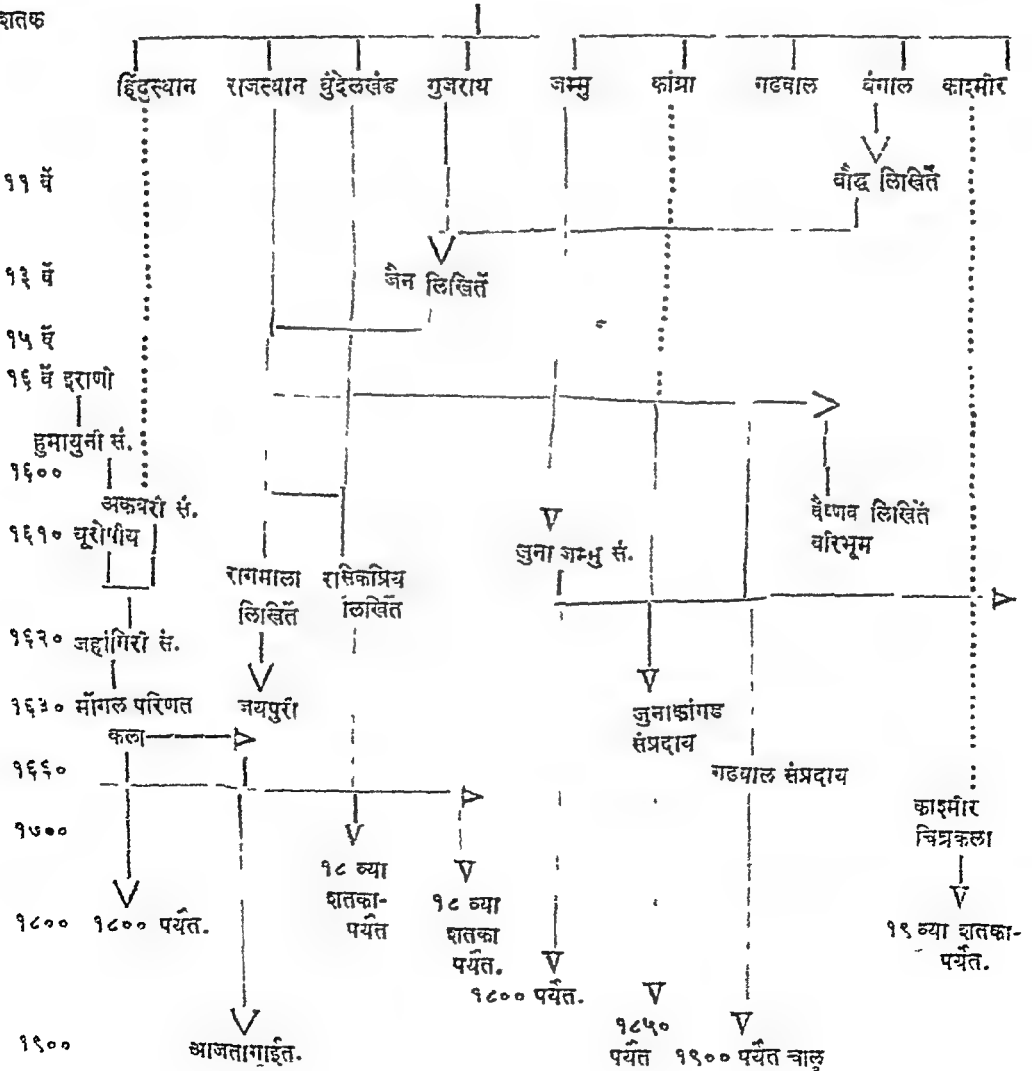 शतक
हिंदुस्थान राजस्थान बुंदेलखंड गुजराथ जम्मु कांग्रा गढवाल बंगाल काश्मीर
११ वें
बौद्ध लिखितें
१३ वें
जैन लिखितें
१५ वें
१६ वें इराणी
हुमायुनी सं.
१६००
अकबरी सं.
१६१० यूरोपीय
जुना जम्मु सं.
वैष्णव लिखितें
वरिभूम
रागमाला
लिखितें
रसिकप्रिय
लिखितें
१६२० जहांगिरी सं.
१६३० मोंगल परिणत
कला
जयपुरी
जुनाकांगडा
संप्रदाय
१६६०
गढवाल संप्रदाय
१७००
काश्मीर
चित्रकला
१८ व्या
शतका-
पर्यंत
१८ व्या
शतका
पर्यंत.
१८०० १८०० पर्यंत.
१८०० पर्यंत.
१९ व्या शतका-
पर्यंत.
१९००
आजतागाईत.
१८५०
पर्यंत
१९०० पर्यंत चालू